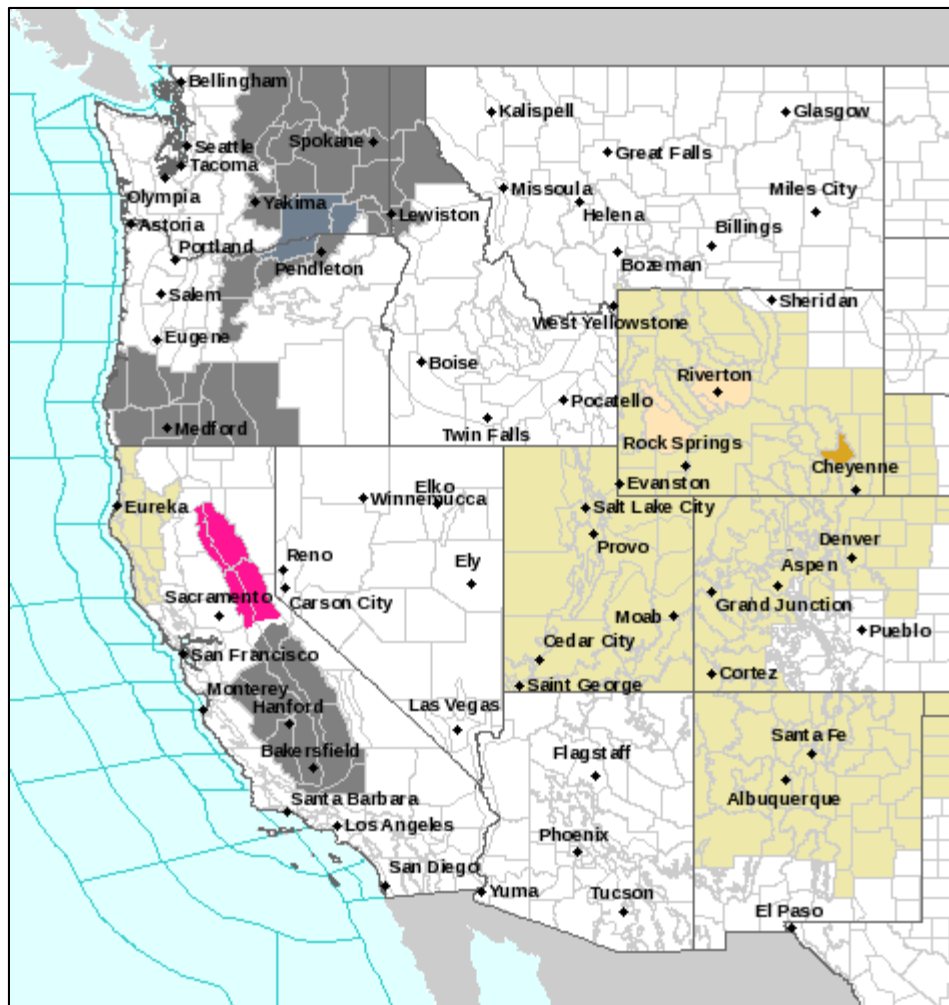 Bellingham
Kalispell
Glasgow
Spokane
Seattle
Great Falls
Tacoma
Missoula
Miles City
Olympia
Yakima
Lewiston
Helena
Astoria
Billings
Portland
Pendleton
Bozeman
Salem
Sheridan
West Yellowstone
Eugene
Boise
Riverton
Pocatello
Medford
Twin Falls
Rock Springs
Cheyenne
Elko
Evanston
Eureka
Winnemucca
Salt Lake City
Provo
Denver
Reno
Ely
Aspen
Sacramento
Carson City
Grand Junction
Moab
Pueblo
San Francisco
Cedar City
Cortez
Monterey
Saint George
Hanford
Las Vegas
Santa Fe
Bakersfield
Flagstaff
Albuquerque
Santa Barbara
Los Angeles
Phoenix
San Diego
Yuma
Tucson
El Paso